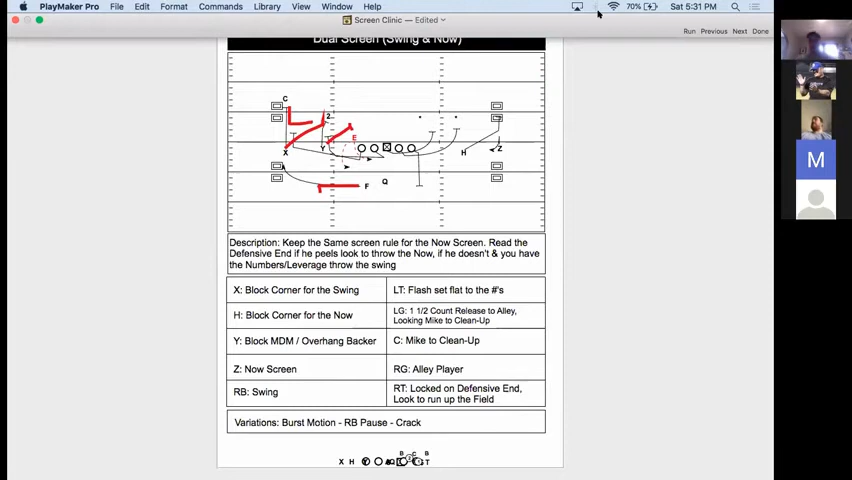 PlayMaker Pro File Edit Format Commands Library View Window Help 70% Sat 5:31 PM
Screen Clinic — Edited
Run Previous Next Done
Dual Screen (Swing & Now)
C
2
E
X Y H Z
A
F Q
Description: Keep the Same screen rule for the Now Screen. Read the
Defensive End if he peels look to throw the Now, if he doesn't & you have
the Numbers/Leverage throw the swing
X: Block Corner for the Swing
LT: Flash set flat to the #'s
H: Block Corner for the Now
LG: 1 1/2 Count Release to Alley,
Looking Mike to Clean-Up
Y: Block MDM / Overhang Backer
C: Mike to Clean-Up
Z: Now Screen
RG: Alley Player
RB: Swing
RT: Locked on Defensive End,
Look to run up the Field
Variations: Burst Motion - RB Pause - Crack
B C B
X H
T
M